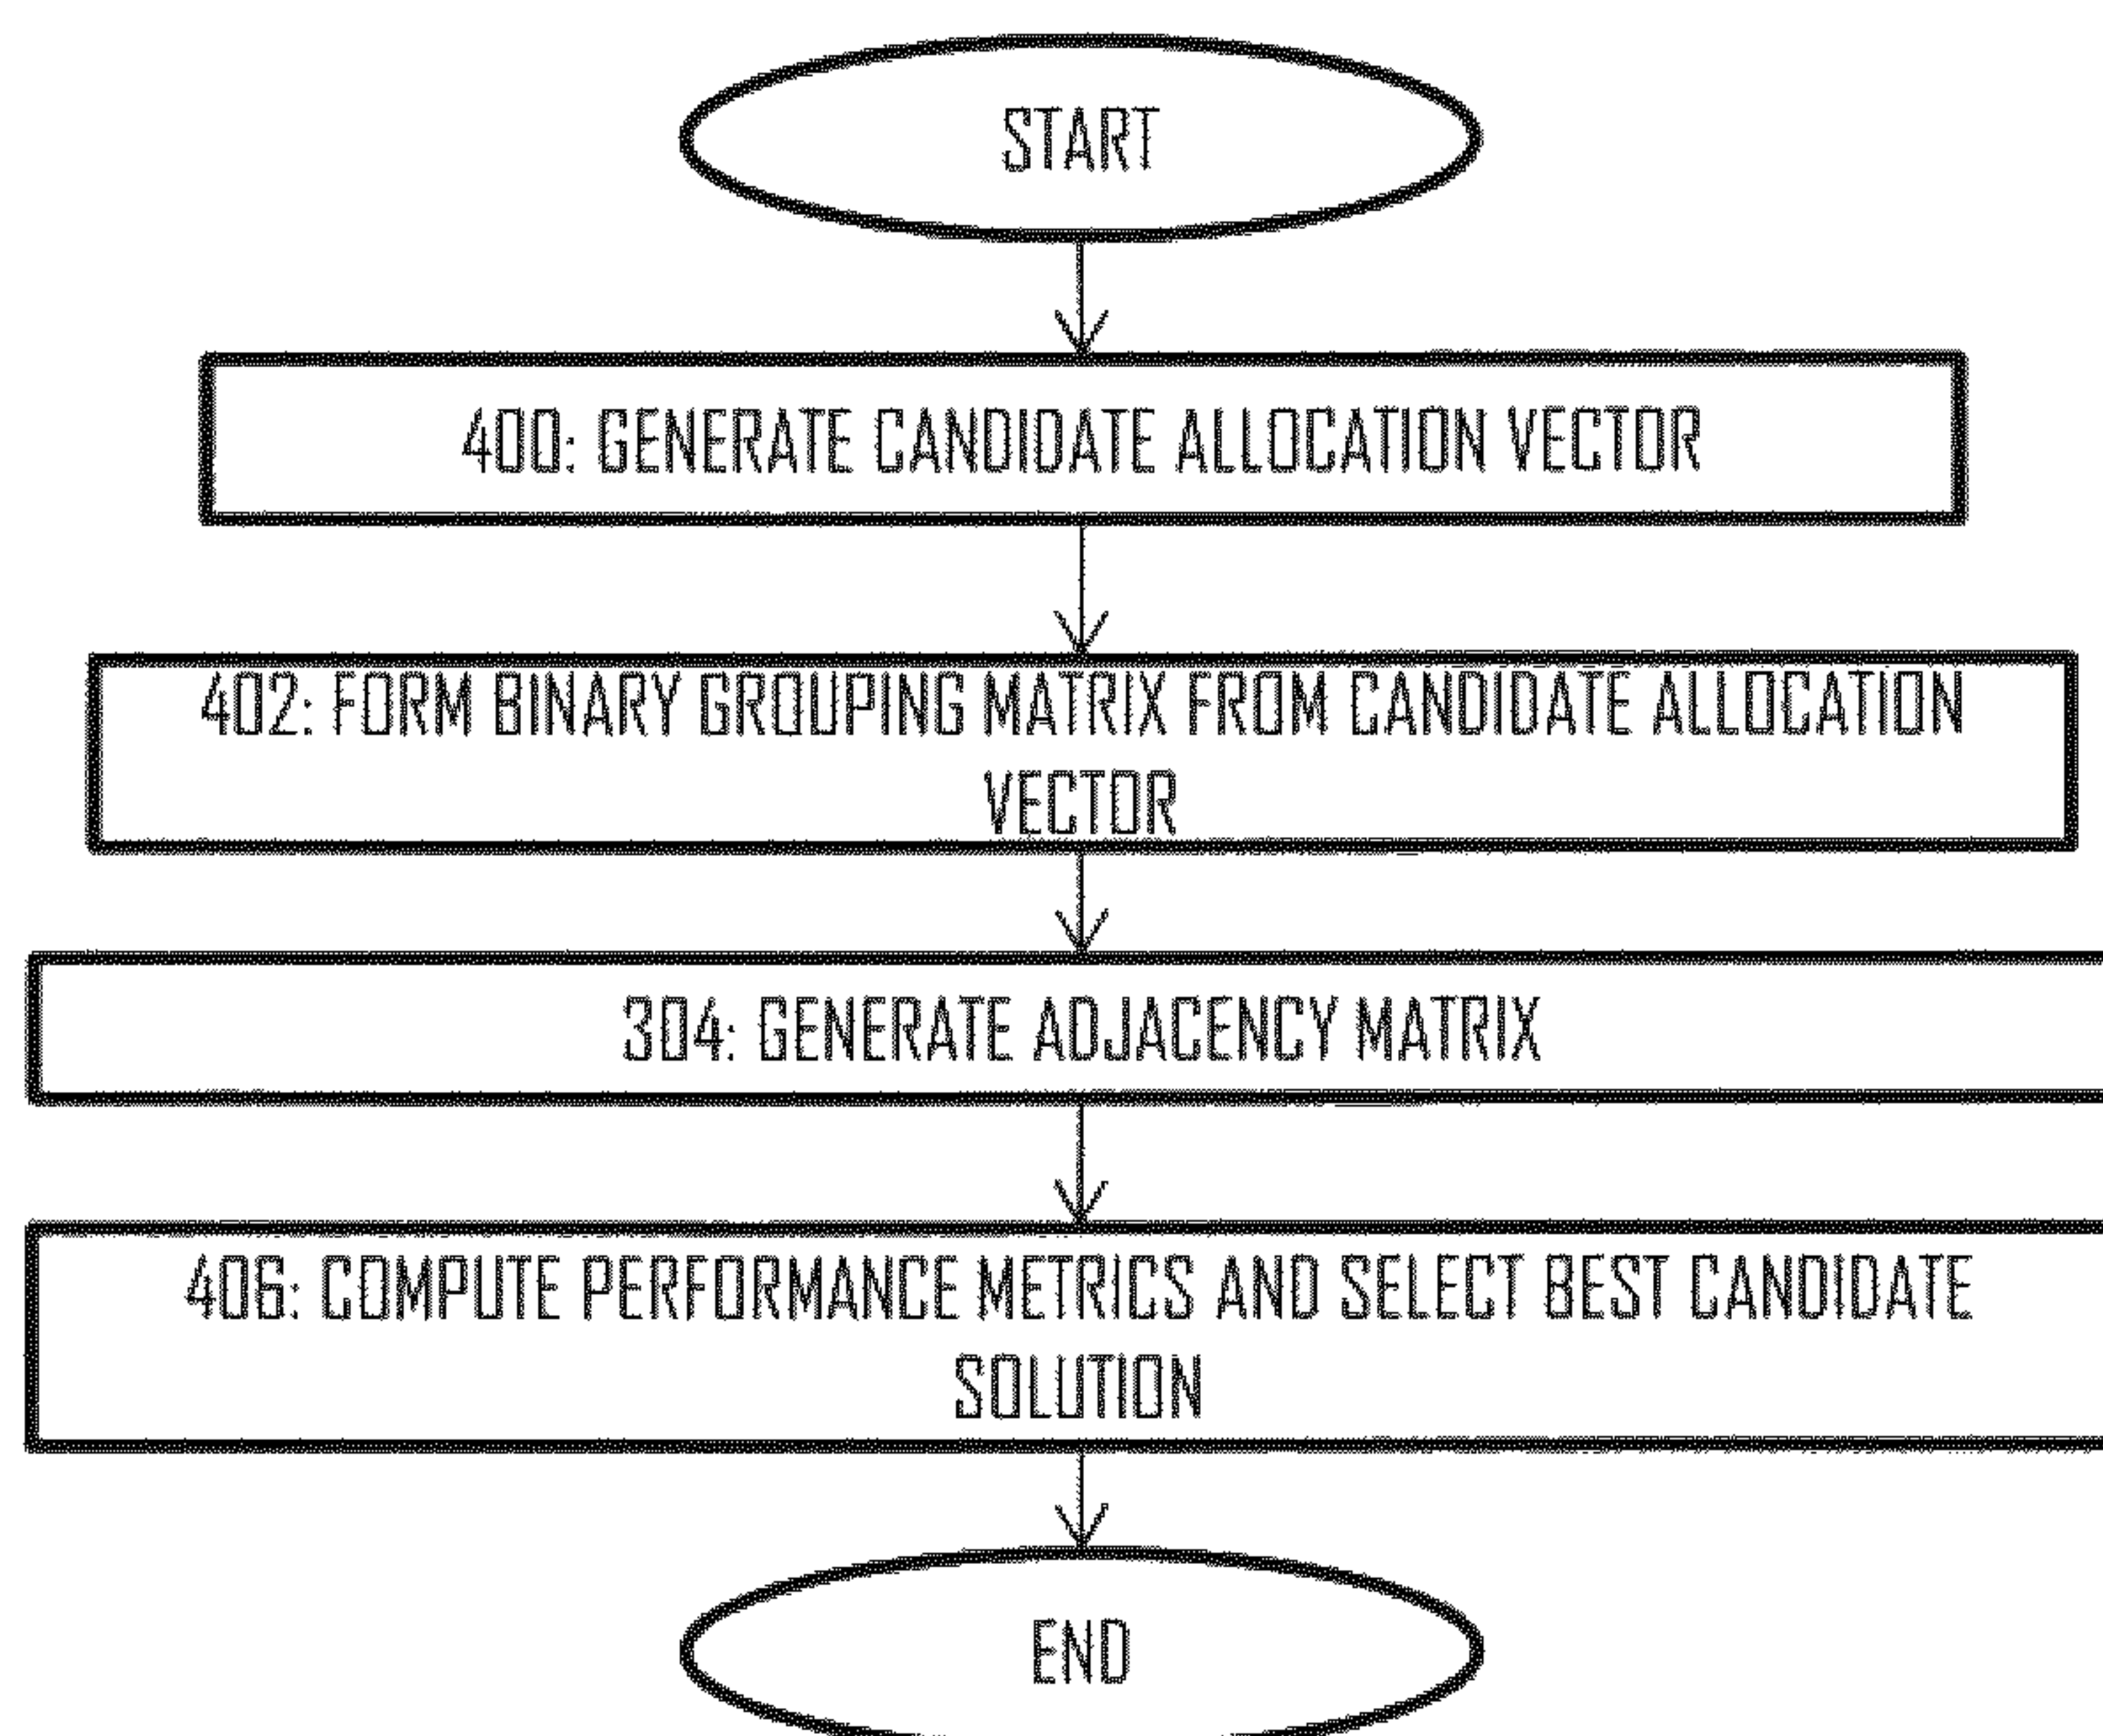 START
400: GENERATE CANDIDATE ALLOCATION VECTOR
402: FORM BINARY GROUPING MATRIX FROM CANDIDATE ALLOCATION
VECTOR
304: GENERATE ADJACENCY MATRIX
406: COMPUTE PERFORMANCE METRICS AND SELECT BEST CANDIDATE
SOLUTION
END